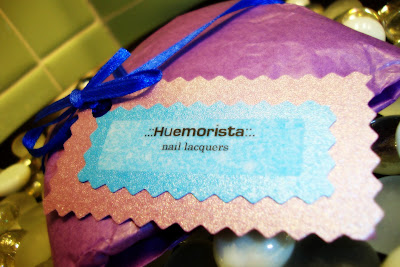 .::Huemorista::.
nail lacquers